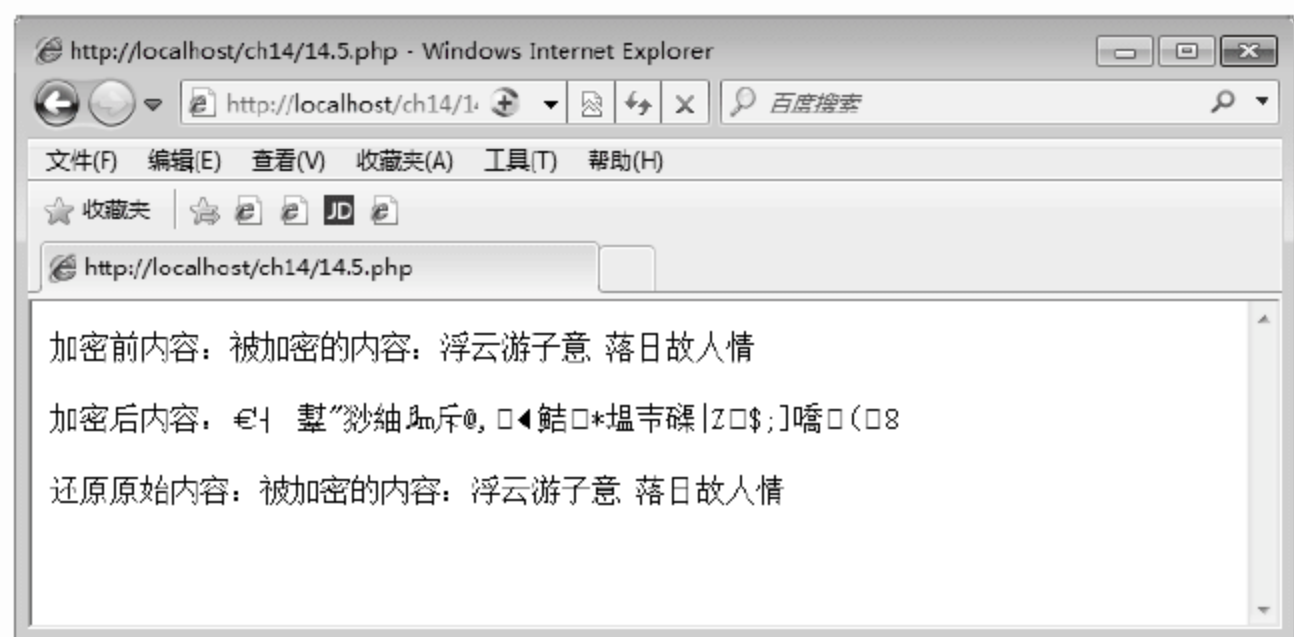 http://localhost/ch14/14.5.php - Windows Internet Explorer
http://localhost/ch14/14 百度搜索
文件(F) 编辑(E) 查看(V) 收藏夹(A) 工具(T) 帮助(H)
收藏夹 JD
http://localhost/ch14/14.5.php
加密前内容：被加密的内容：浮云游子意 落日故人情
加密后内容：
还原原始内容：被加密的内容：浮云游子意 落日故人情